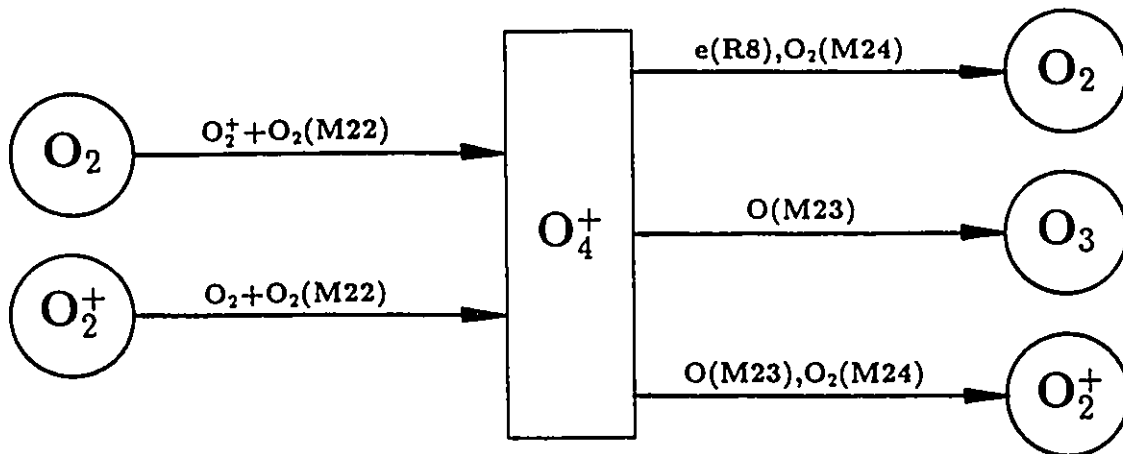 e(R8),O₂(M24)
O₂
O₂⁺+O₂(M22)
O₂
O(M23)
O₄⁺
O₃
O₂+O₂(M22)
O₂⁺
O(M23),O₂(M24)
O₂⁺